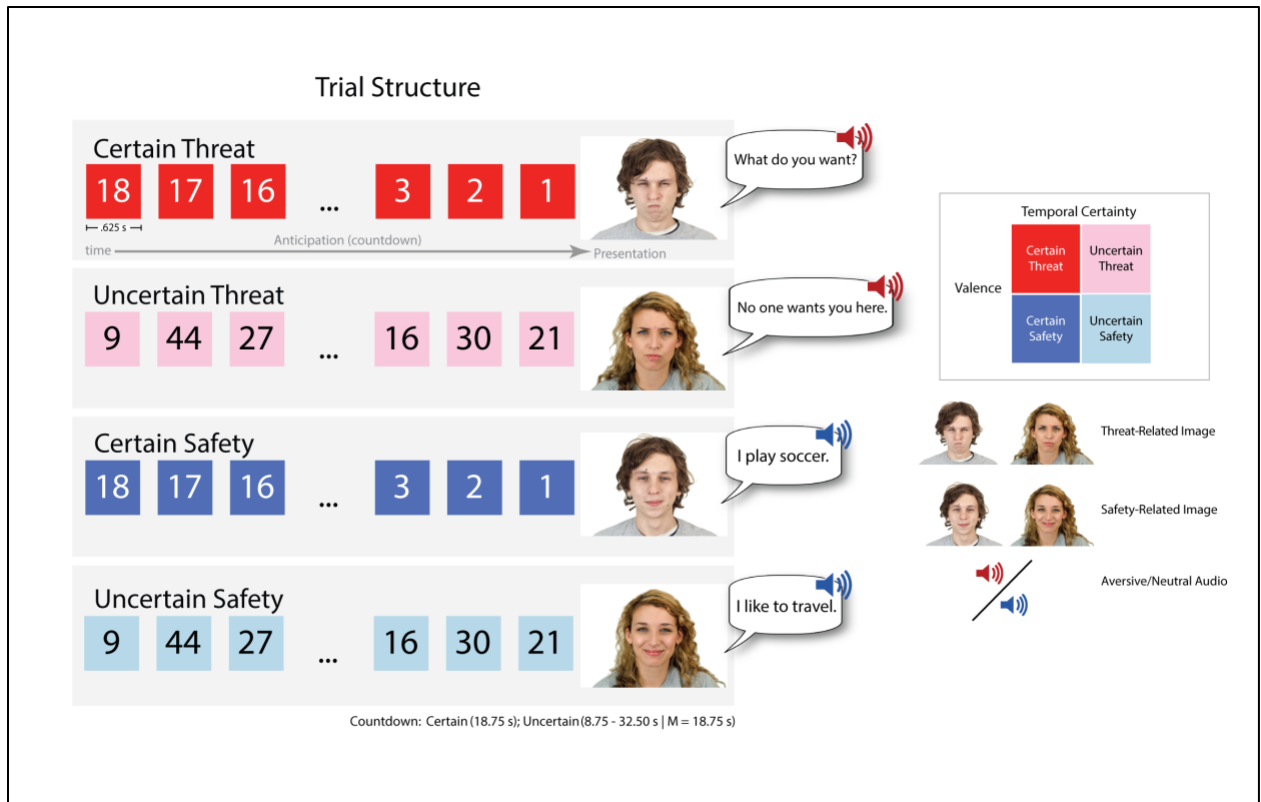 Trial Structure
Certain Threat
18 17 16 ... 3 2 1
.625 s
Anticipation (countdown)
time
Presentation
What do you want?
Uncertain Threat
9 44 27 ... 16 30 21
No one wants you here.
Certain Safety
18 17 16 ... 3 2 1
I play soccer.
Uncertain Safety
9 44 27 ... 16 30 21
I like to travel.
Countdown: Certain (18.75 s); Uncertain (8.75 - 32.50 s | M = 18.75 s)
Temporal Certainty
Valence
Certain
Threat
Uncertain
Threat
Certain
Safety
Uncertain
Safety
Threat-Related Image
Safety-Related Image
Aversive/Neutral Audio